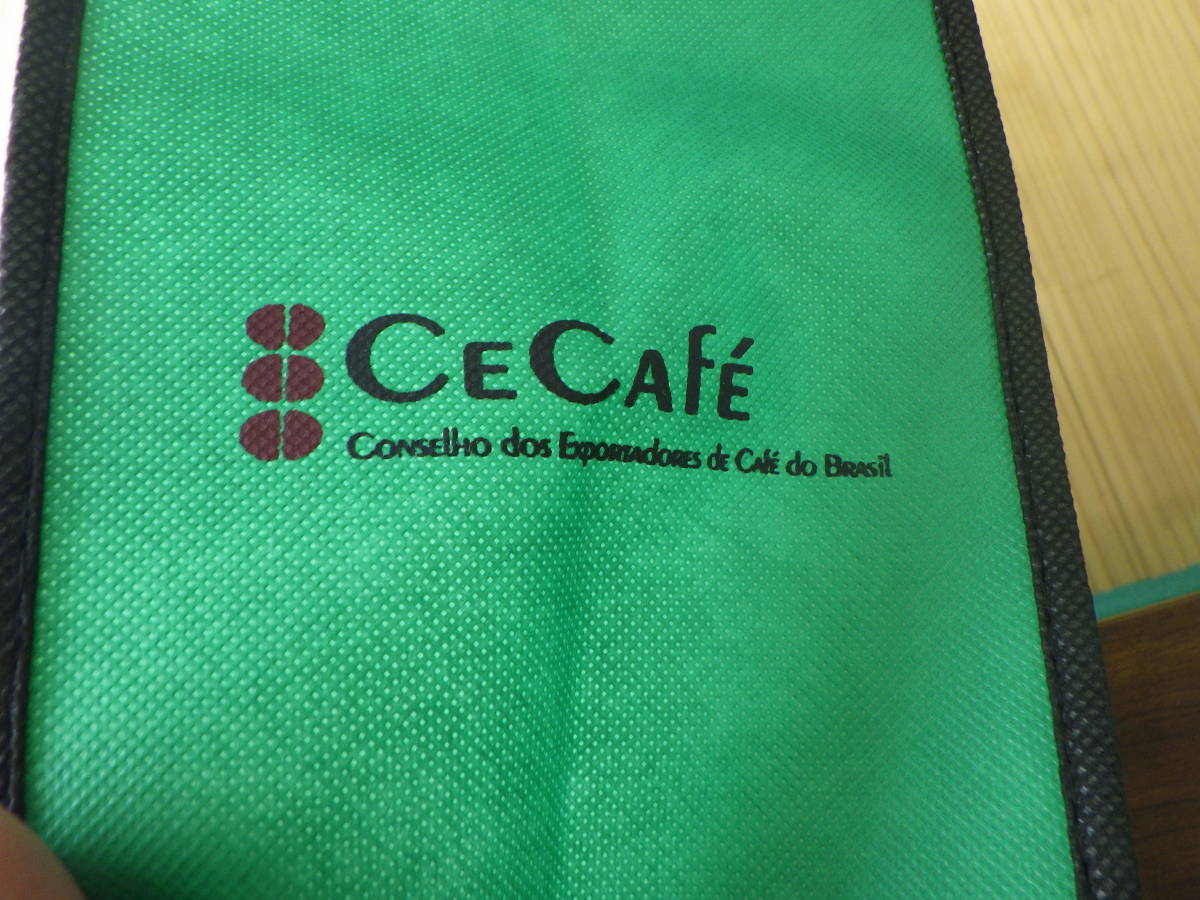 CeCafé
Conselho dos Exportadores de Café do Brasil